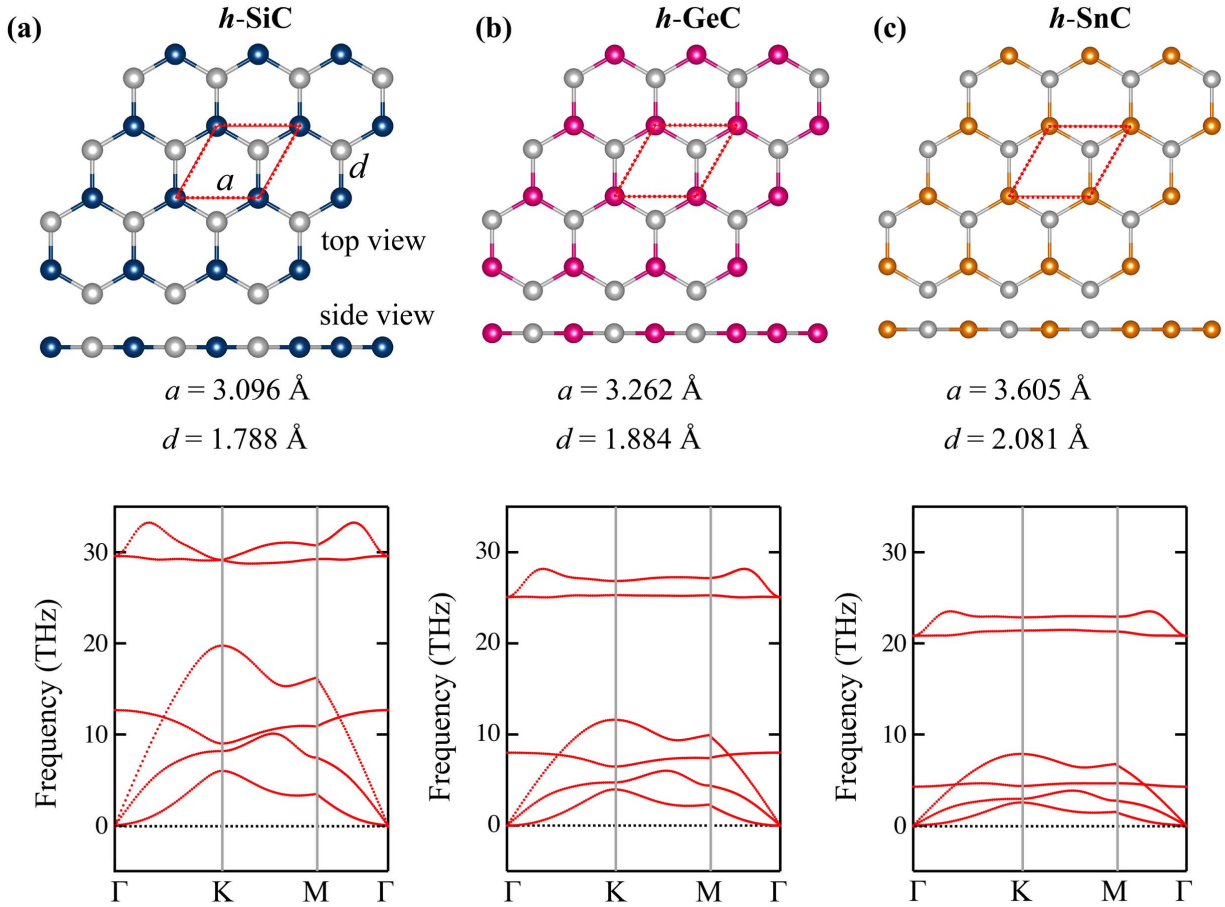 (a) h-SiC
(b) h-GeC
(c) h-SnC
a
d
top view
side view
a = 3.096 Å
d = 1.788 Å
a = 3.262 Å
d = 1.884 Å
a = 3.605 Å
d = 2.081 Å
Frequency (THz)
30
20
10
0
Γ K M Γ
Frequency (THz)
30
20
10
0
Γ K M Γ
Frequency (THz)
30
20
10
0
Γ K M Γ